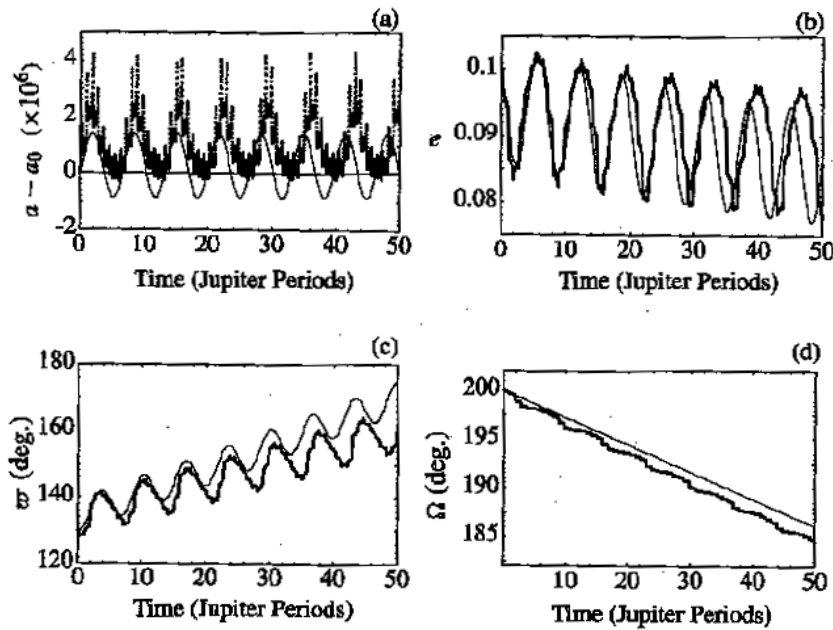 (a)
a − a₀ (×10⁶)
4
2
0
-2
0 10 20 30 40 50
Time (Jupiter Periods)
(b)
e
0.1
0.09
0.08
0 10 20 30 40 50
Time (Jupiter Periods)
(c)
ϖ (deg.)
180
160
140
120
0 10 20 30 40 50
Time (Jupiter Periods)
(d)
Ω (deg.)
200
195
190
185
10 20 30 40 50
Time (Jupiter Periods)